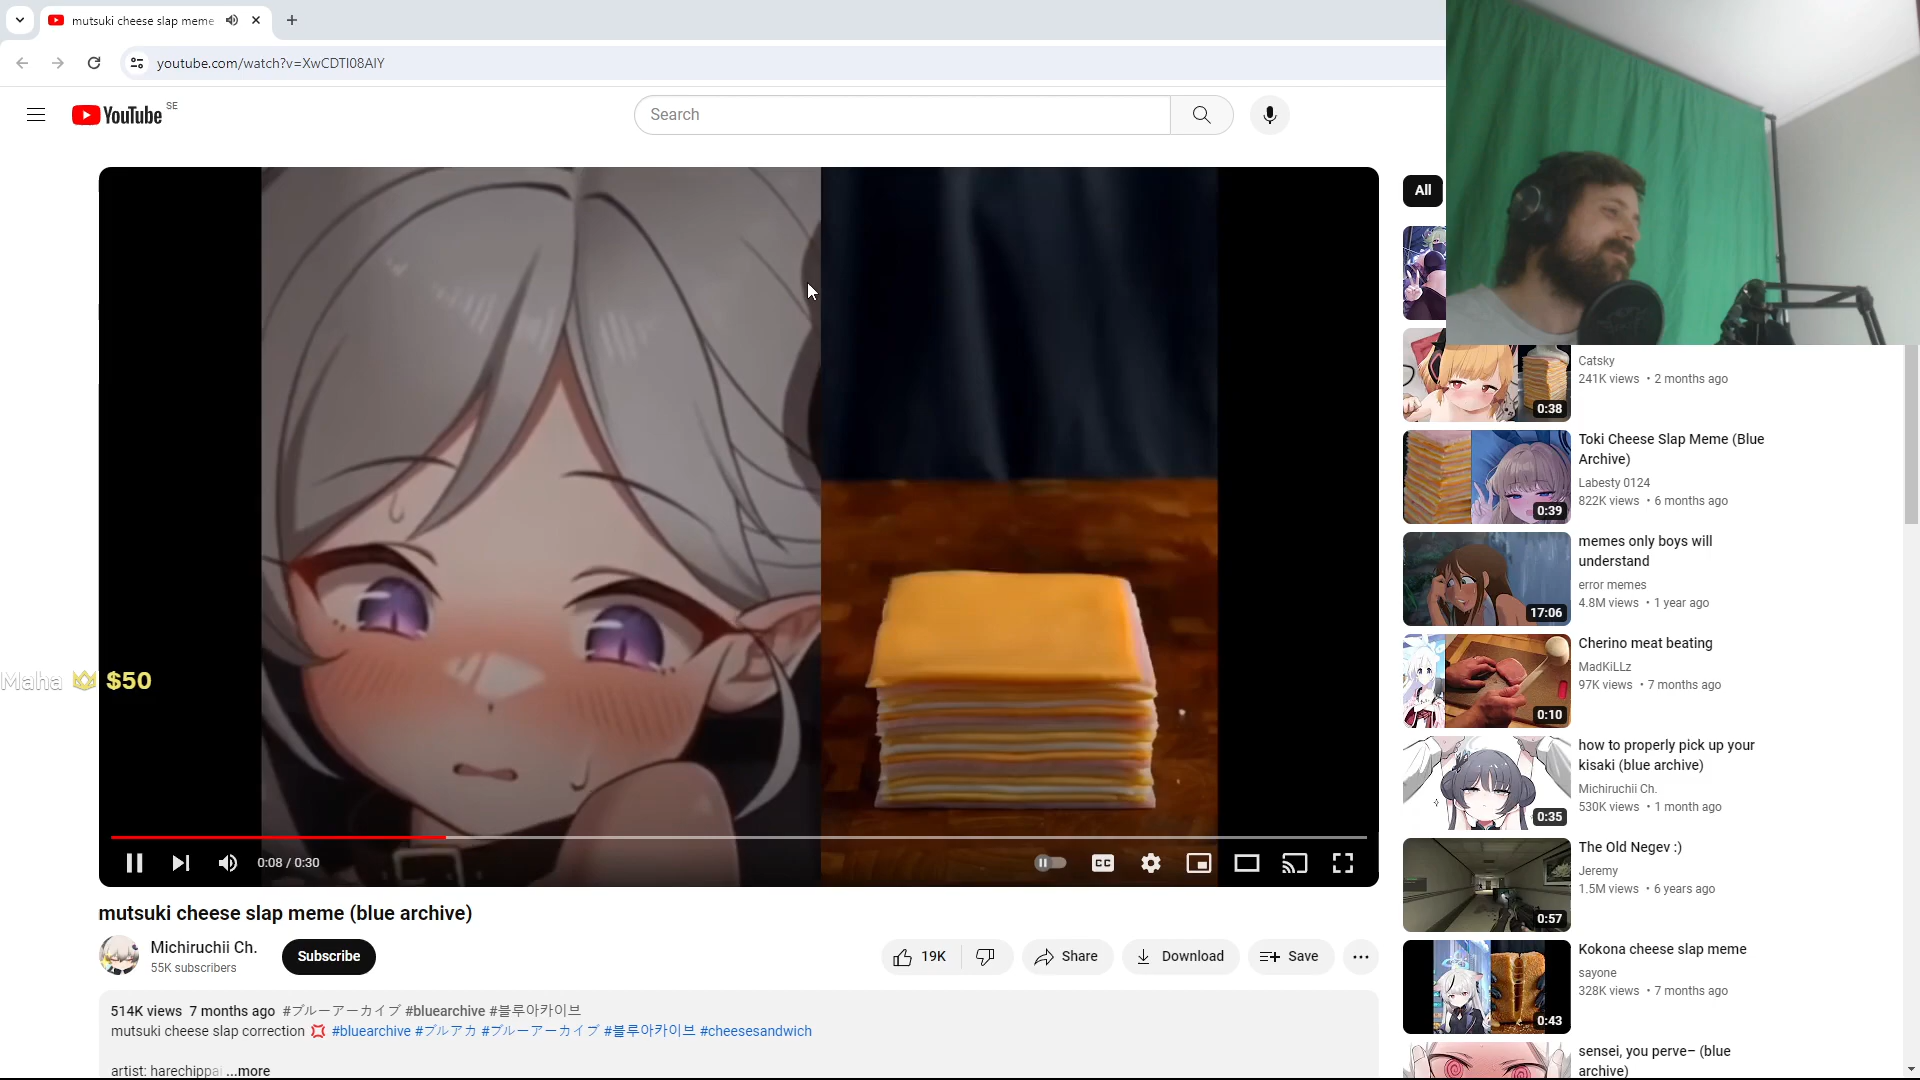 mutsuki cheese slap meme
youtube.com/watch?v=XwCDTI08AlY
YouTube SE
Search
All
Catsky
241K views • 2 months ago
0:38
Toki Cheese Slap Meme (Blue
Archive)
Labesty 0124
822K views • 6 months ago
0:39
memes only boys will
understand
error memes
4.8M views • 1 year ago
17:06
Cherino meat beating
MadKiLLz
97K views • 7 months ago
0:10
how to properly pick up your
kisaki (blue archive)
Michiruchii Ch.
530K views • 1 month ago
0:35
The Old Negev :)
Jeremy
1.5M views • 6 years ago
0:57
Kokona cheese slap meme
sayone
328K views • 7 months ago
0:43
sensei, you perve– (blue
archive)
Maha $50
0:08 / 0:30
CC
mutsuki cheese slap meme (blue archive)
Michiruchii Ch.
55K subscribers
Subscribe
19K
Share
Download
Save
514K views 7 months ago #ブルーアーカイブ #bluearchive #블루아카이브
mutsuki cheese slap correction 💢 #bluearchive #ブルアカ #ブルーアーカイブ #블루아카이브 #cheesesandwich
artist: harechippai ...more